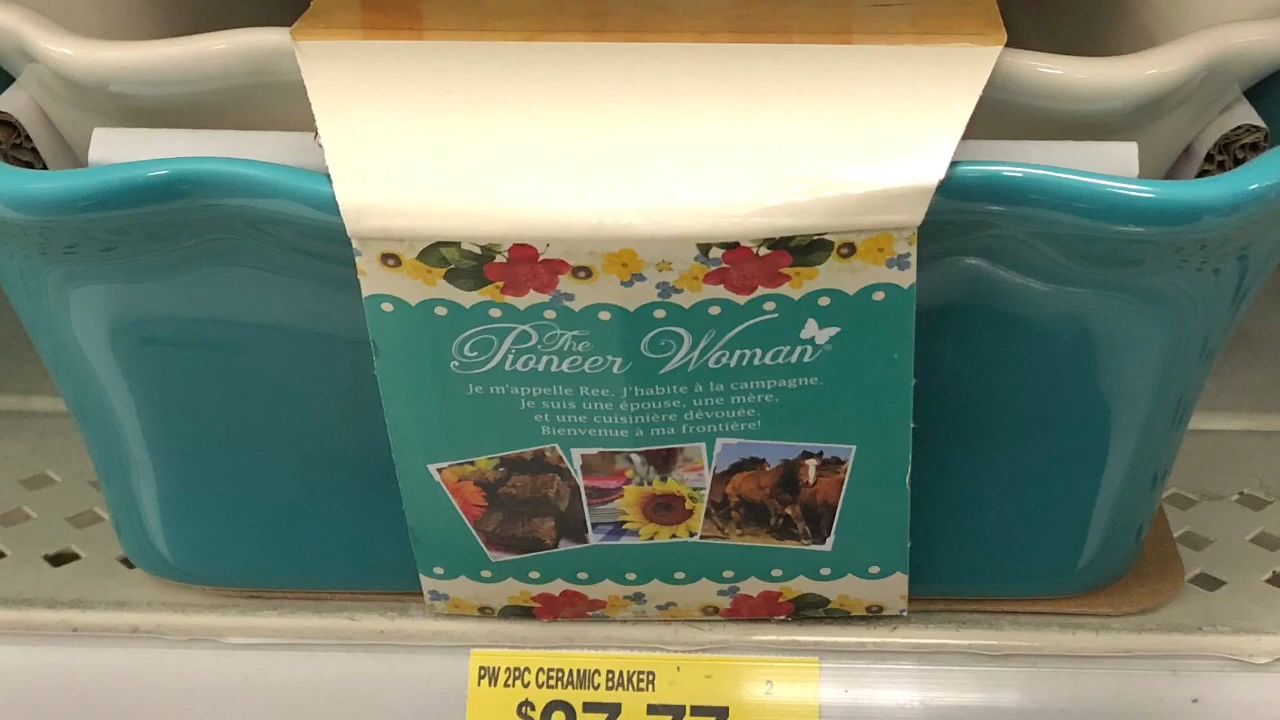 The
Pioneer Woman
Je m'appelle Ree. J'habite à la campagne.
Je suis une épouse, une mère,
et une cuisinière dévouée.
Bienvenue à ma frontière!
PW 2PC CERAMIC BAKER
2